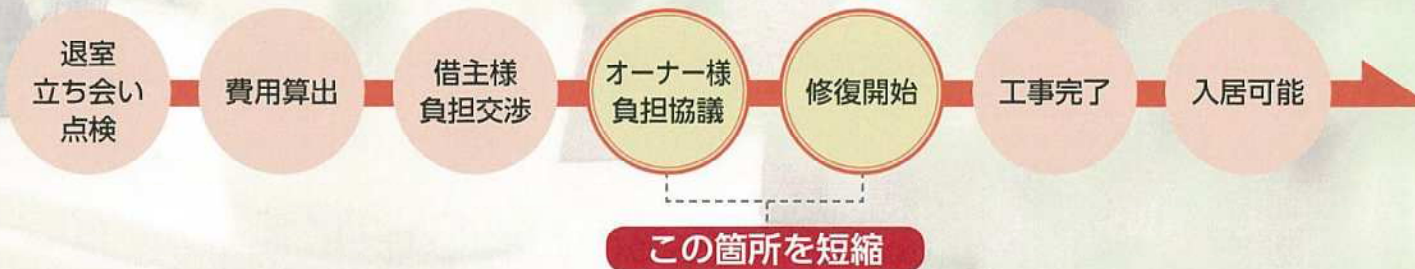 退室
立ち会い
点検
費用算出
借主様
負担交渉
オーナー様
負担協議
修復開始
工事完了
入居可能
この箇所を短縮